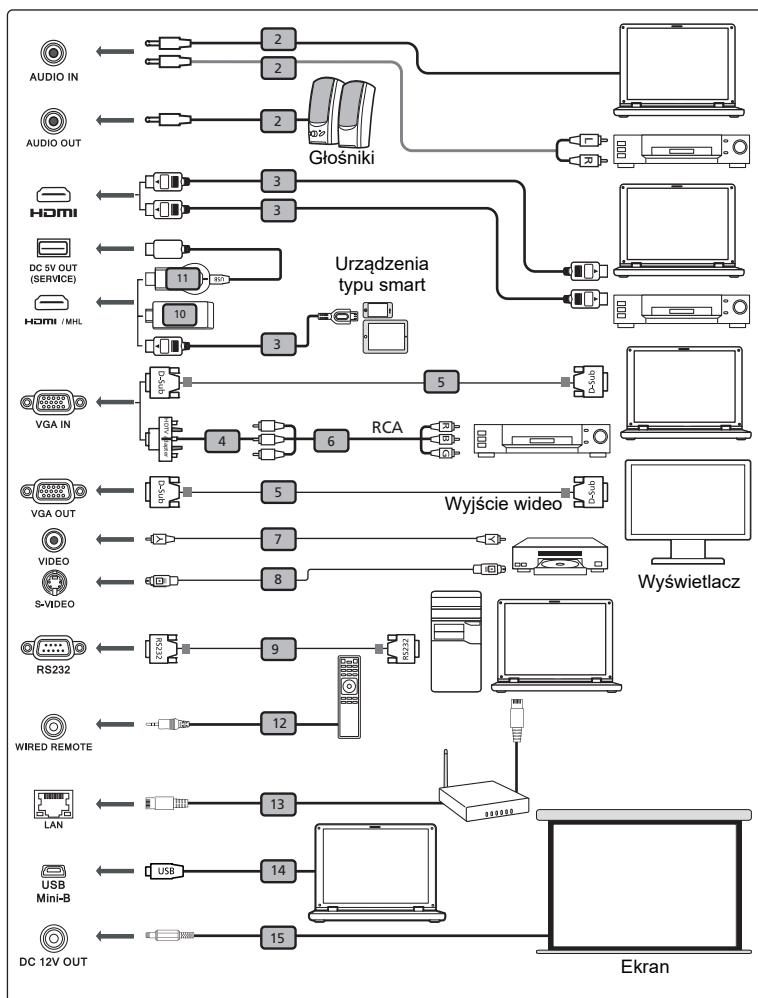 AUDIO IN
2
2
AUDIO OUT
2
Głośniki
L
R
HDMI
3
3
DC 5V OUT
(SERVICE)
11
USB
Urządzenia
typu smart
HDMI / MHL
10
3
VGA IN
D-Sub
5
D-Sub
HDTV adapter
4
6
RCA
R
B
G
VGA OUT
D-Sub
5
Wyjście wideo
D-Sub
VIDEO
7
S-VIDEO
8
Wyświetlacz
RS232
RS232
9
RS232
WIRED REMOTE
12
LAN
13
USB
Mini-B
USB
14
DC 12V OUT
15
Ekran